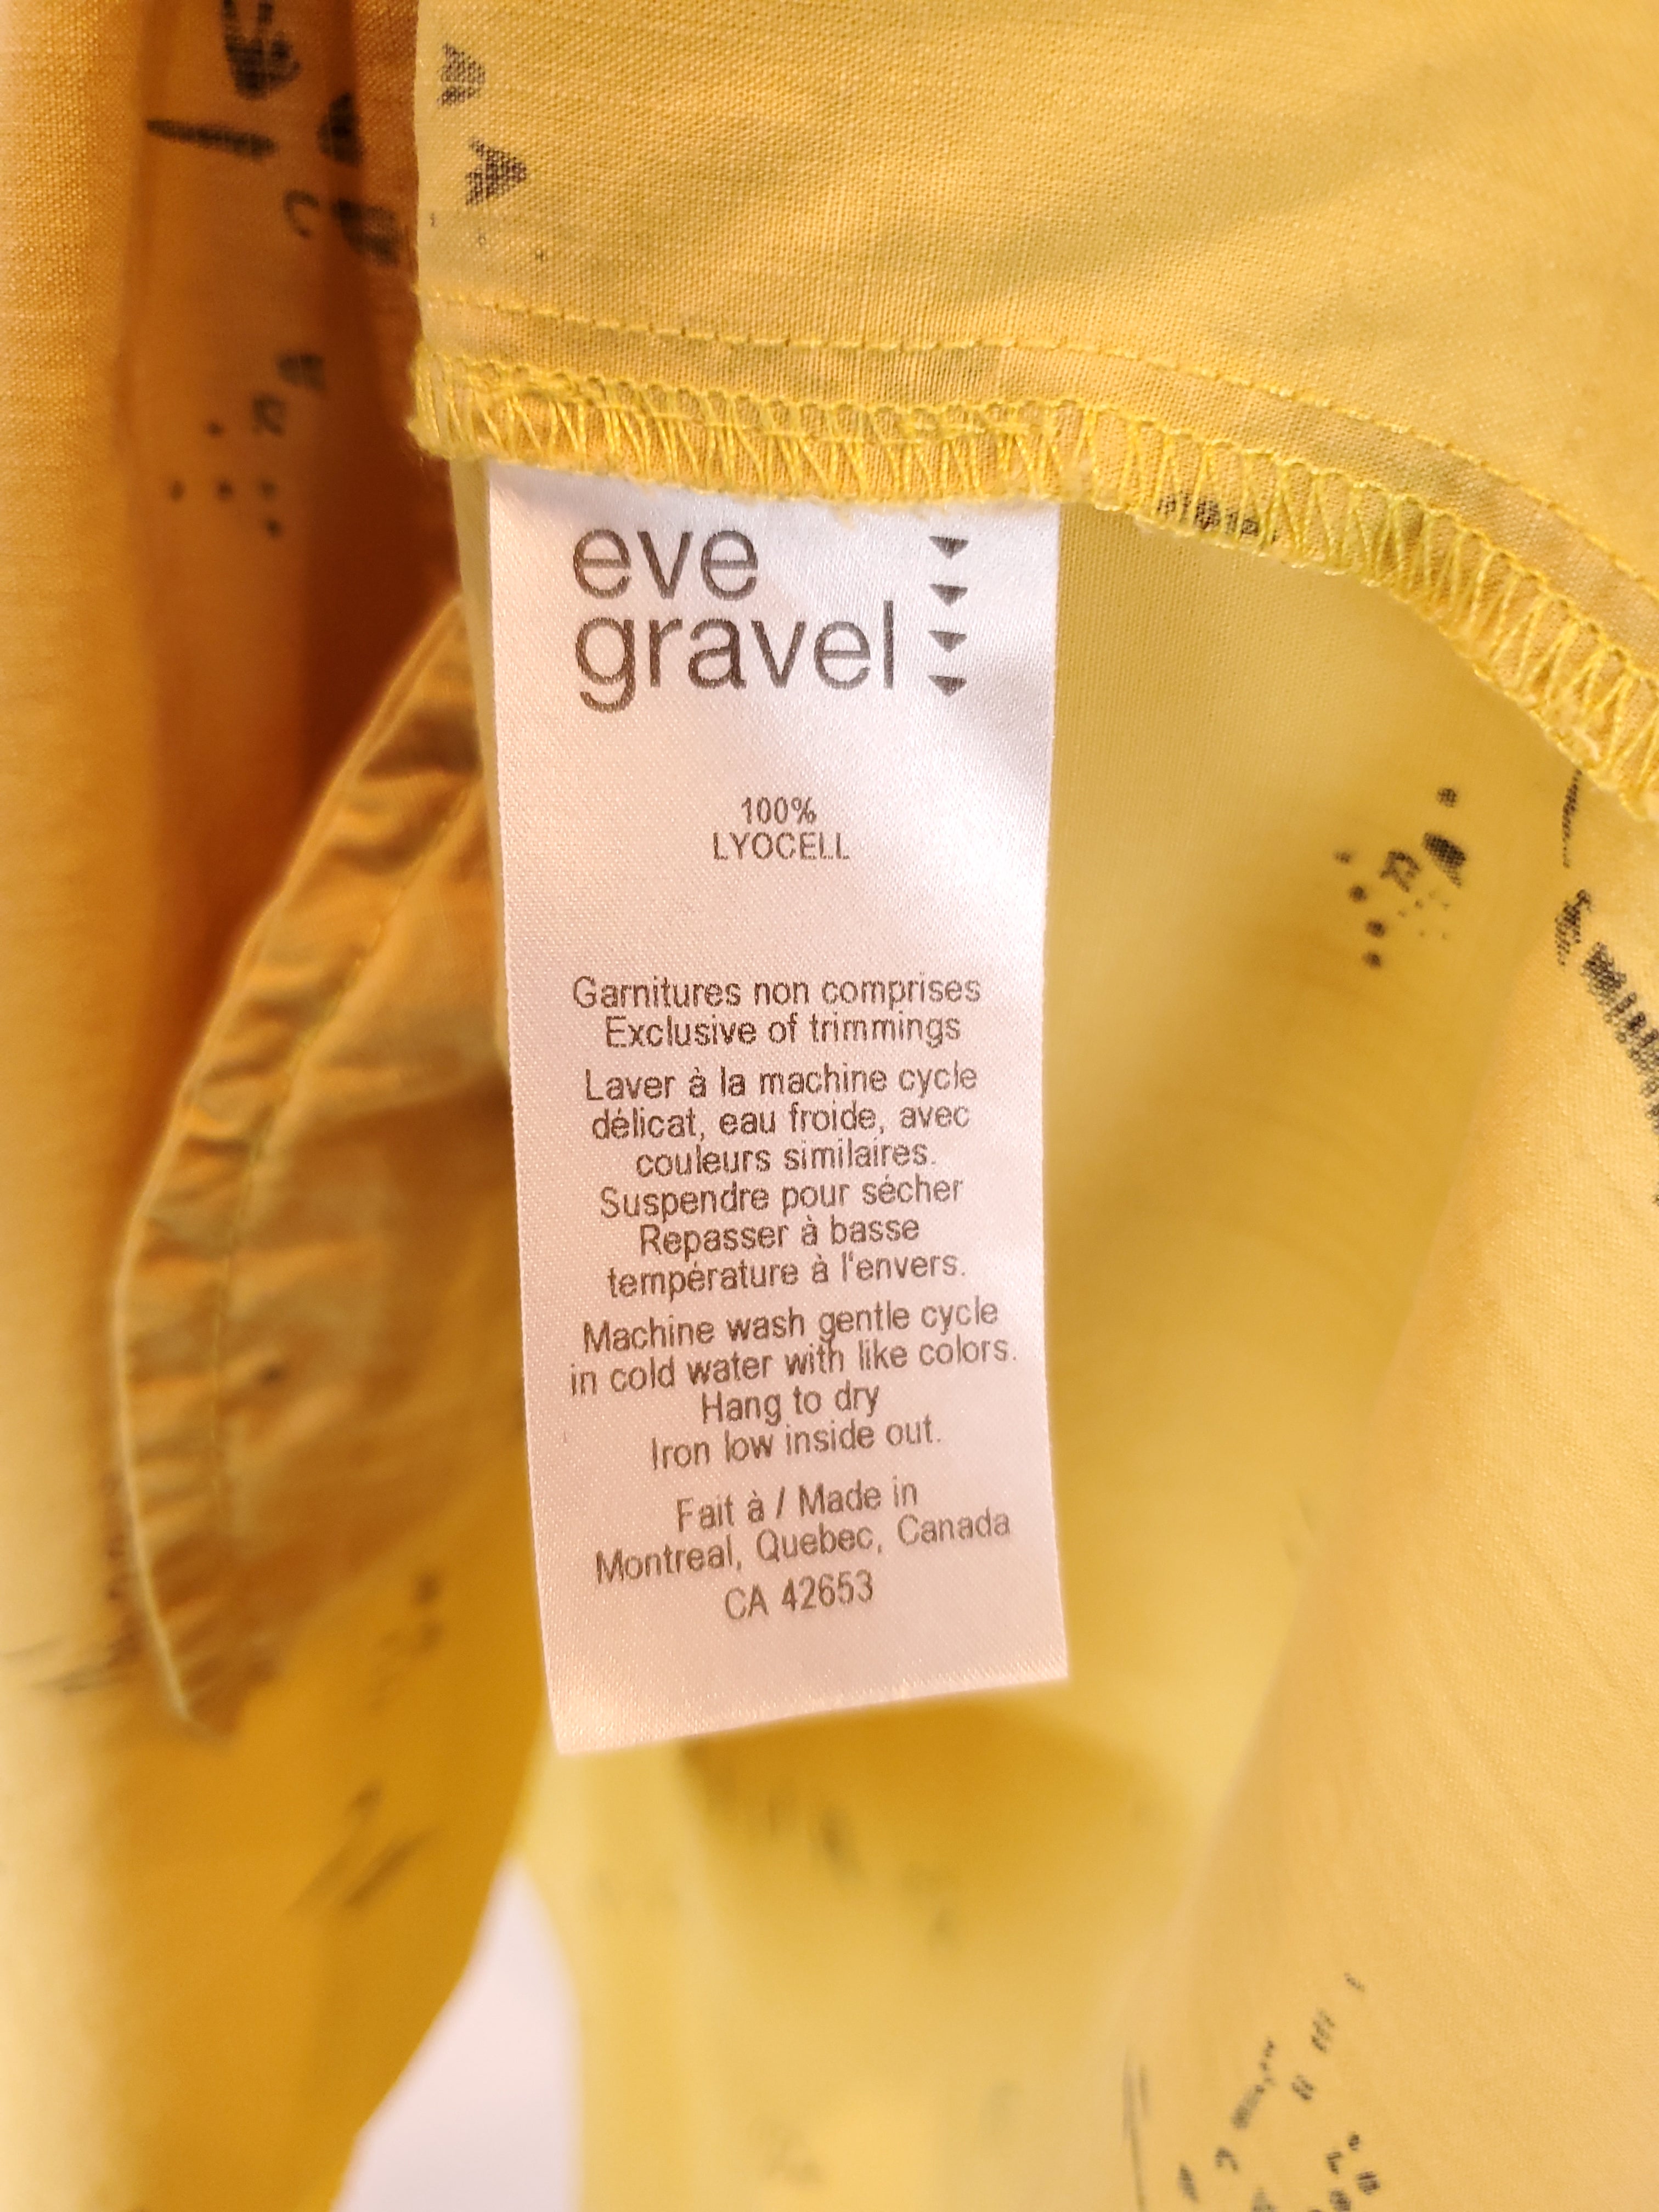 eve
gravel
100%
LYOCELL
Garnitures non comprises
Exclusive of trimmings
Laver à la machine cycle
délicat, eau froide, avec
couleurs similaires.
Suspendre pour sécher
Repasser à basse
température à l'envers.
Machine wash gentle cycle
in cold water with like colors.
Hang to dry
Iron low inside out.
Fait à / Made in
Montreal, Quebec, Canada
CA 42653